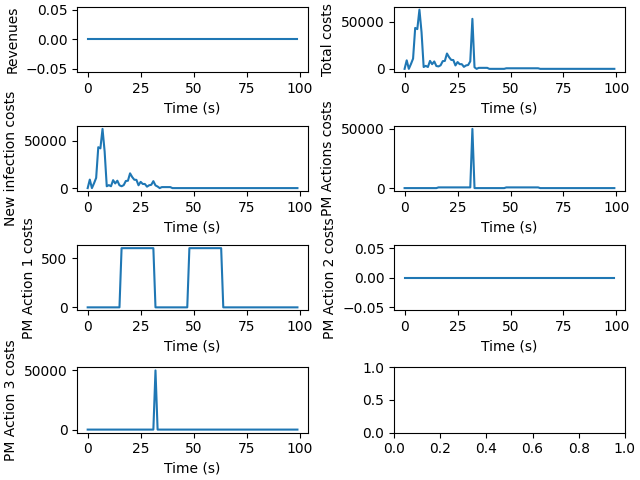 Revenues
0.05
0.00
−0.05
0 25 50 75 100
Time (s)
Total costs
50000
0
0 25 50 75 100
Time (s)
New infection costs
50000
0
0 25 50 75 100
Time (s)
PM Actions costs
50000
0
0 25 50 75 100
Time (s)
PM Action 1 costs
500
0
0 25 50 75 100
Time (s)
PM Action 2 costs
0.05
0.00
−0.05
0 25 50 75 100
Time (s)
PM Action 3 costs
50000
0
0 25 50 75 100
Time (s)
1.0
0.5
0.0
0.0 0.2 0.4 0.6 0.8 1.0